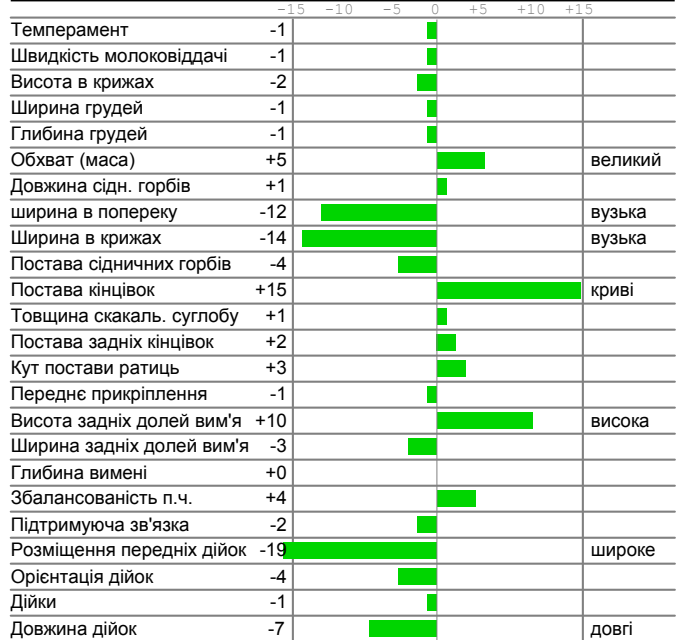 -15 -10 -5 0 +5 +10 +15
Темперамент -1
Швидкість молоковіддачі -1
Висота в крижах -2
Ширина грудей -1
Глибина грудей -1
Обхват (маса) +5 великий
Довжина сідн. горбів +1
ширина в попереку -12 вузька
Ширина в крижах -14 вузька
Постава сідничних горбів -4
Постава кінцівок +15 криві
Товщина скакаль. суглобу +1
Постава задніх кінцівок +2
Кут постави ратиць +3
Переднє прикріплення -1
Висота задніх долей вим'я +10 висока
Ширина задніх долей вим'я -3
Глибина вимені +0
Збалансованість п.ч. +4
Підтримуюча зв'язка -2
Розміщення передніх дійок -19 широке
Орієнтація дійок -4
Дійки -1
Довжина дійок -7 довгі